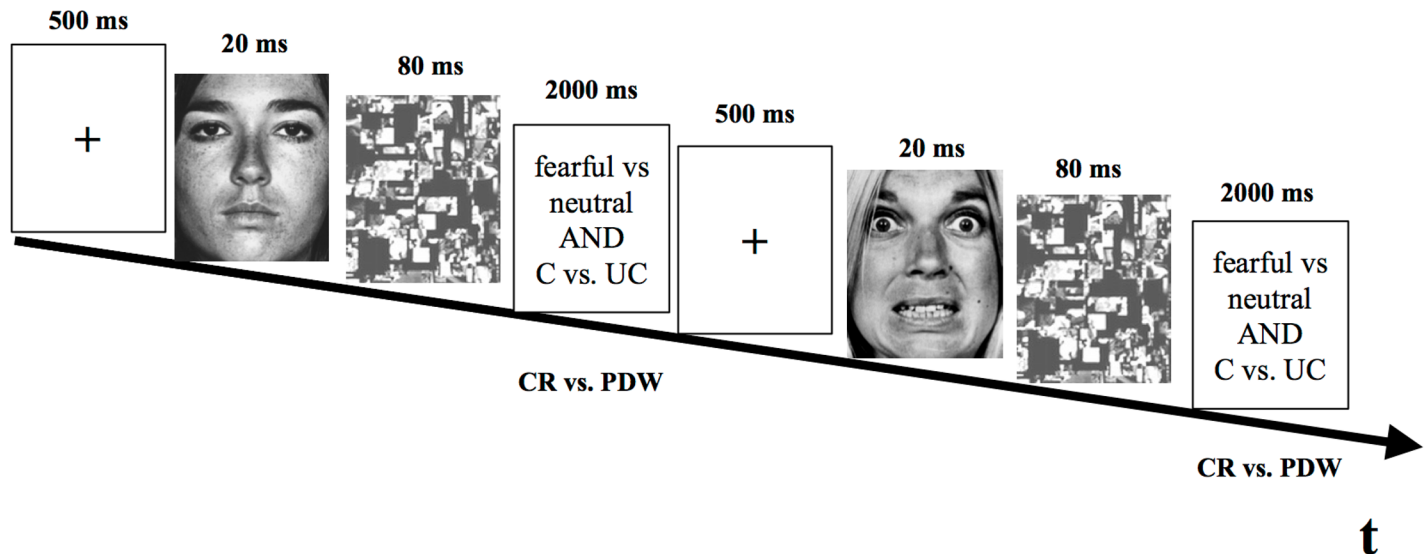 500 ms
+
20 ms
80 ms
2000 ms
fearful vs
neutral
AND
C vs. UC
CR vs. PDW
500 ms
+
20 ms
80 ms
2000 ms
fearful vs
neutral
AND
C vs. UC
CR vs. PDW
t